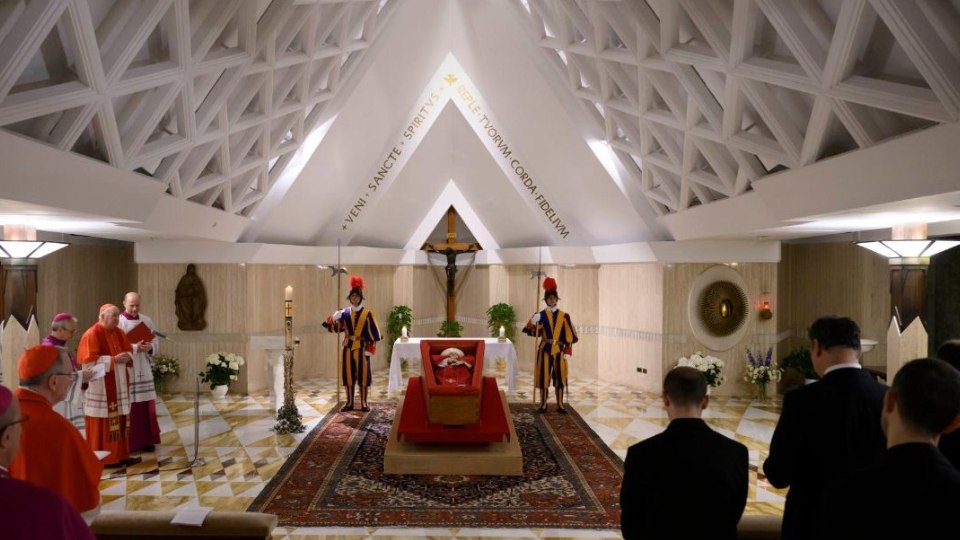 VENI · SANCTE · SPIRITVS
REPLE · TVORVM · CORDA · FIDELIVM